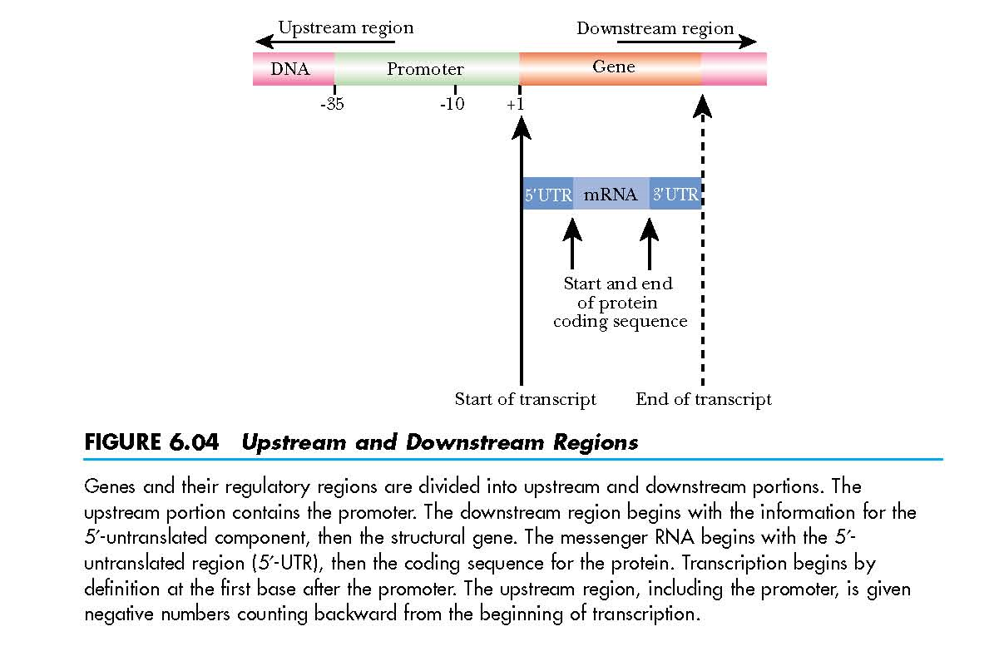 Upstream region
Downstream region
DNA
Promoter
Gene
-35
-10
+1
5′UTR
mRNA
3′UTR
Start and end
of protein
coding sequence
Start of transcript
End of transcript
FIGURE 6.04 Upstream and Downstream Regions
Genes and their regulatory regions are divided into upstream and downstream portions. The
upstream portion contains the promoter. The downstream region begins with the information for the
5′-untranslated component, then the structural gene. The messenger RNA begins with the 5′-
untranslated region (5′-UTR), then the coding sequence for the protein. Transcription begins by
definition at the first base after the promoter. The upstream region, including the promoter, is given
negative numbers counting backward from the beginning of transcription.